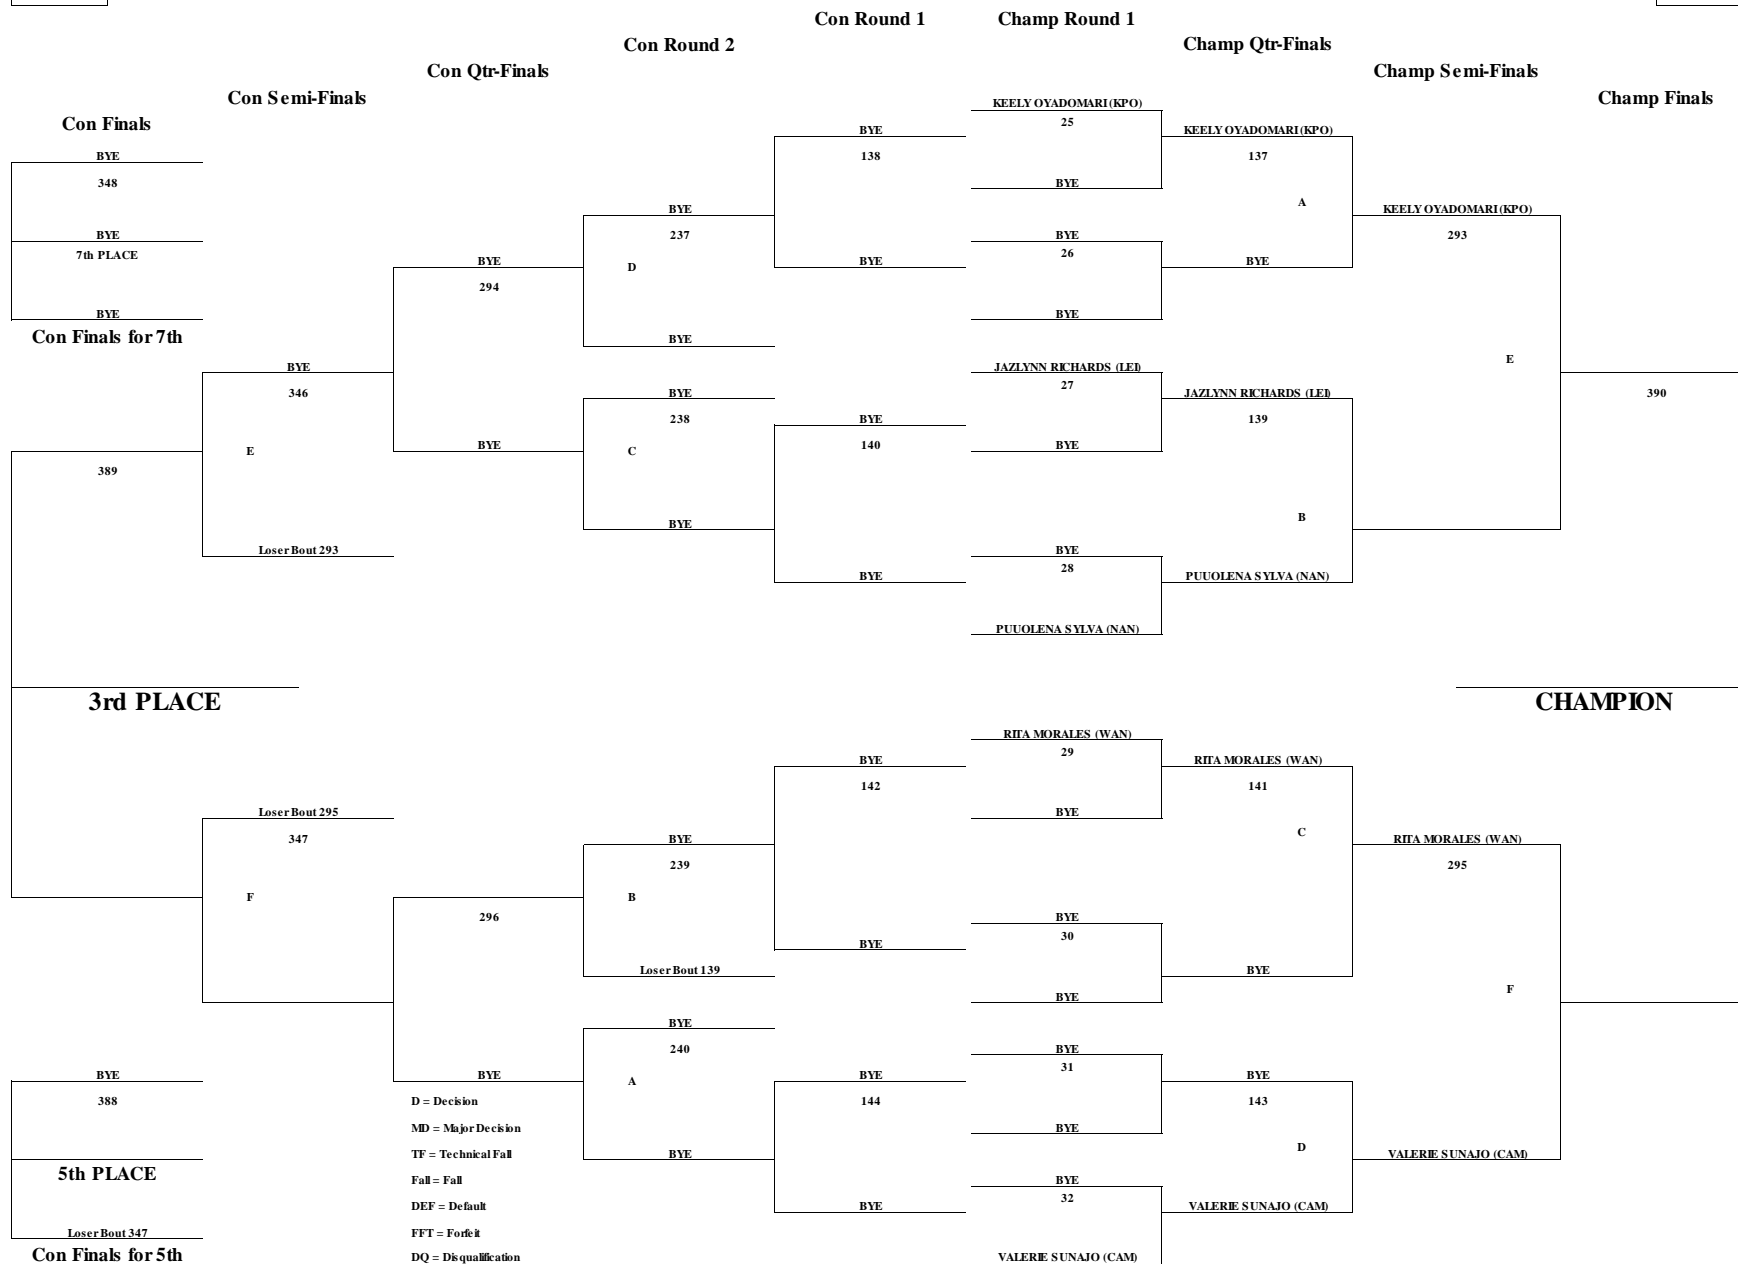 Con Round 1
Champ Round 1
Con Round 2
Champ Qtr-Finals
Con Qtr-Finals
Champ Semi-Finals
Con Semi-Finals
Champ Finals
Con Finals
KEELY OYADOMARI (KPO)
25
BYE
KEELY OYADOMARI (KPO)
BYE
348
138
137
BYE
BYE
A
KEELY OYADOMARI (KPO)
BYE
BYE
237
BYE
293
7th PLACE
26
BYE
D
BYE
BYE
294
BYE
BYE
Con Finals for 7th
BYE
E
BYE
JAZLYNN RICHARDS (LEI)
27
346
BYE
JAZLYNN RICHARDS (LEI)
390
238
BYE
139
E
BYE
C
140
BYE
389
B
BYE
Loser Bout 293
BYE
28
BYE
PUUOLENA SYLVA (NAN)
PUUOLENA SYLVA (NAN)
3rd PLACE
CHAMPION
RITA MORALES (WAN)
29
BYE
RITA MORALES (WAN)
142
141
Loser Bout 295
BYE
C
347
BYE
RITA MORALES (WAN)
239
295
F
B
296
BYE
30
BYE
Loser Bout 139
BYE
F
BYE
BYE
240
BYE
31
BYE
BYE
BYE
BYE
A
388
D = Decision
144
143
MD = Major Decision
BYE
D
TF = Technical Fall
BYE
VALERIE SUNAJO (CAM)
5th PLACE
Fall = Fall
BYE
32
DEF = Default
BYE
VALERIE SUNAJO (CAM)
Loser Bout 347
FFT = Forfeit
Con Finals for 5th
DQ = Disqualification
VALERIE SUNAJO (CAM)